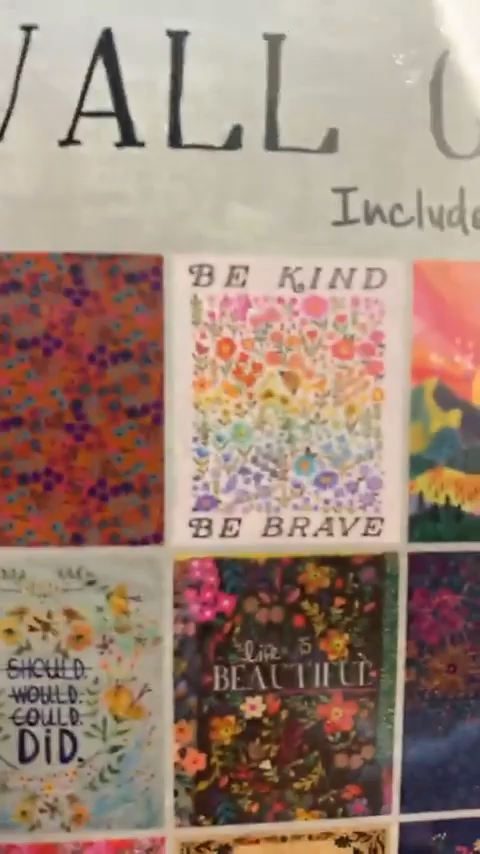 WALL
Include
BE KIND
BE BRAVE
SHOULD.
WOULD.
COULD.
DiD.
life is
BEAUTIFUL